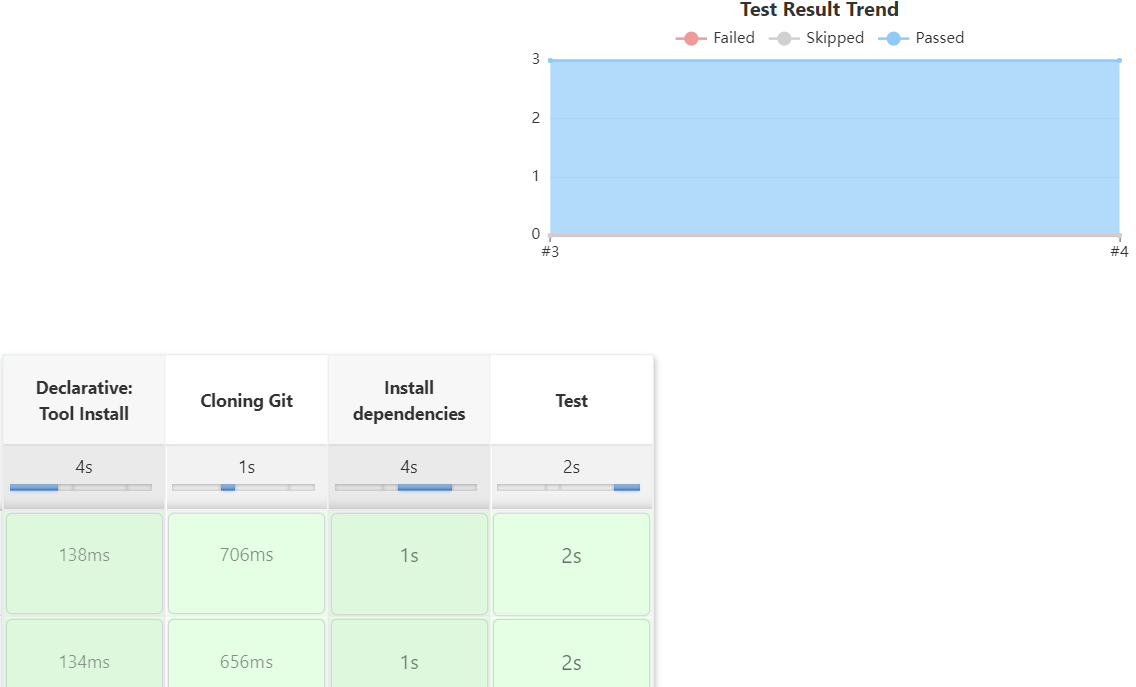 Test Result Trend
Failed Skipped Passed
3
2
1
0
#3 #4
Declarative:
Tool Install
Cloning Git
Install
dependencies
Test
4s 1s 4s 2s
138ms 706ms 1s 2s
134ms 656ms 1s 2s